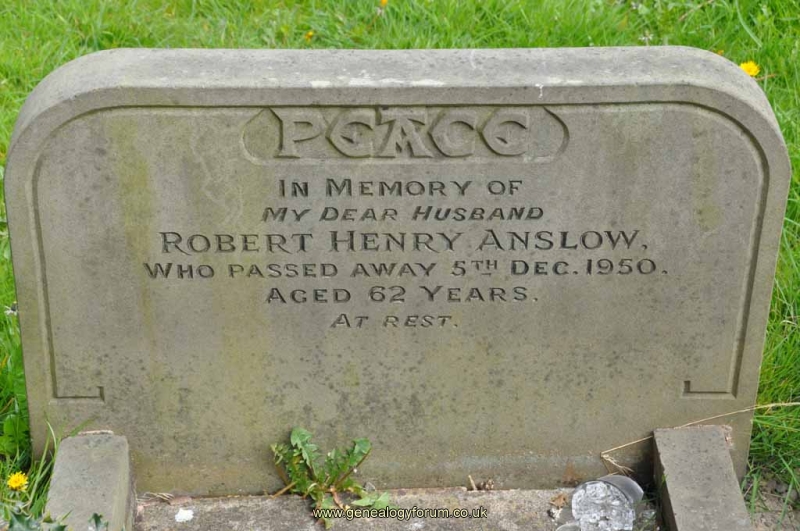 PEACE
IN MEMORY OF
MY DEAR HUSBAND
ROBERT HENRY ANSLOW,
WHO PASSED AWAY 5TH DEC. 1950.
AGED 62 YEARS.
AT REST.
www.genealogyforum.co.uk